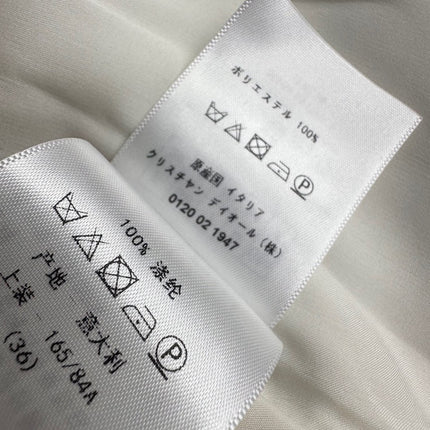 ポリエステル 100%
原産国 イタリア
クリスチャン デイオール (株)
0120 02 1947
100% 涤纶
产地 意大利
上装 - 165/84A
(36)